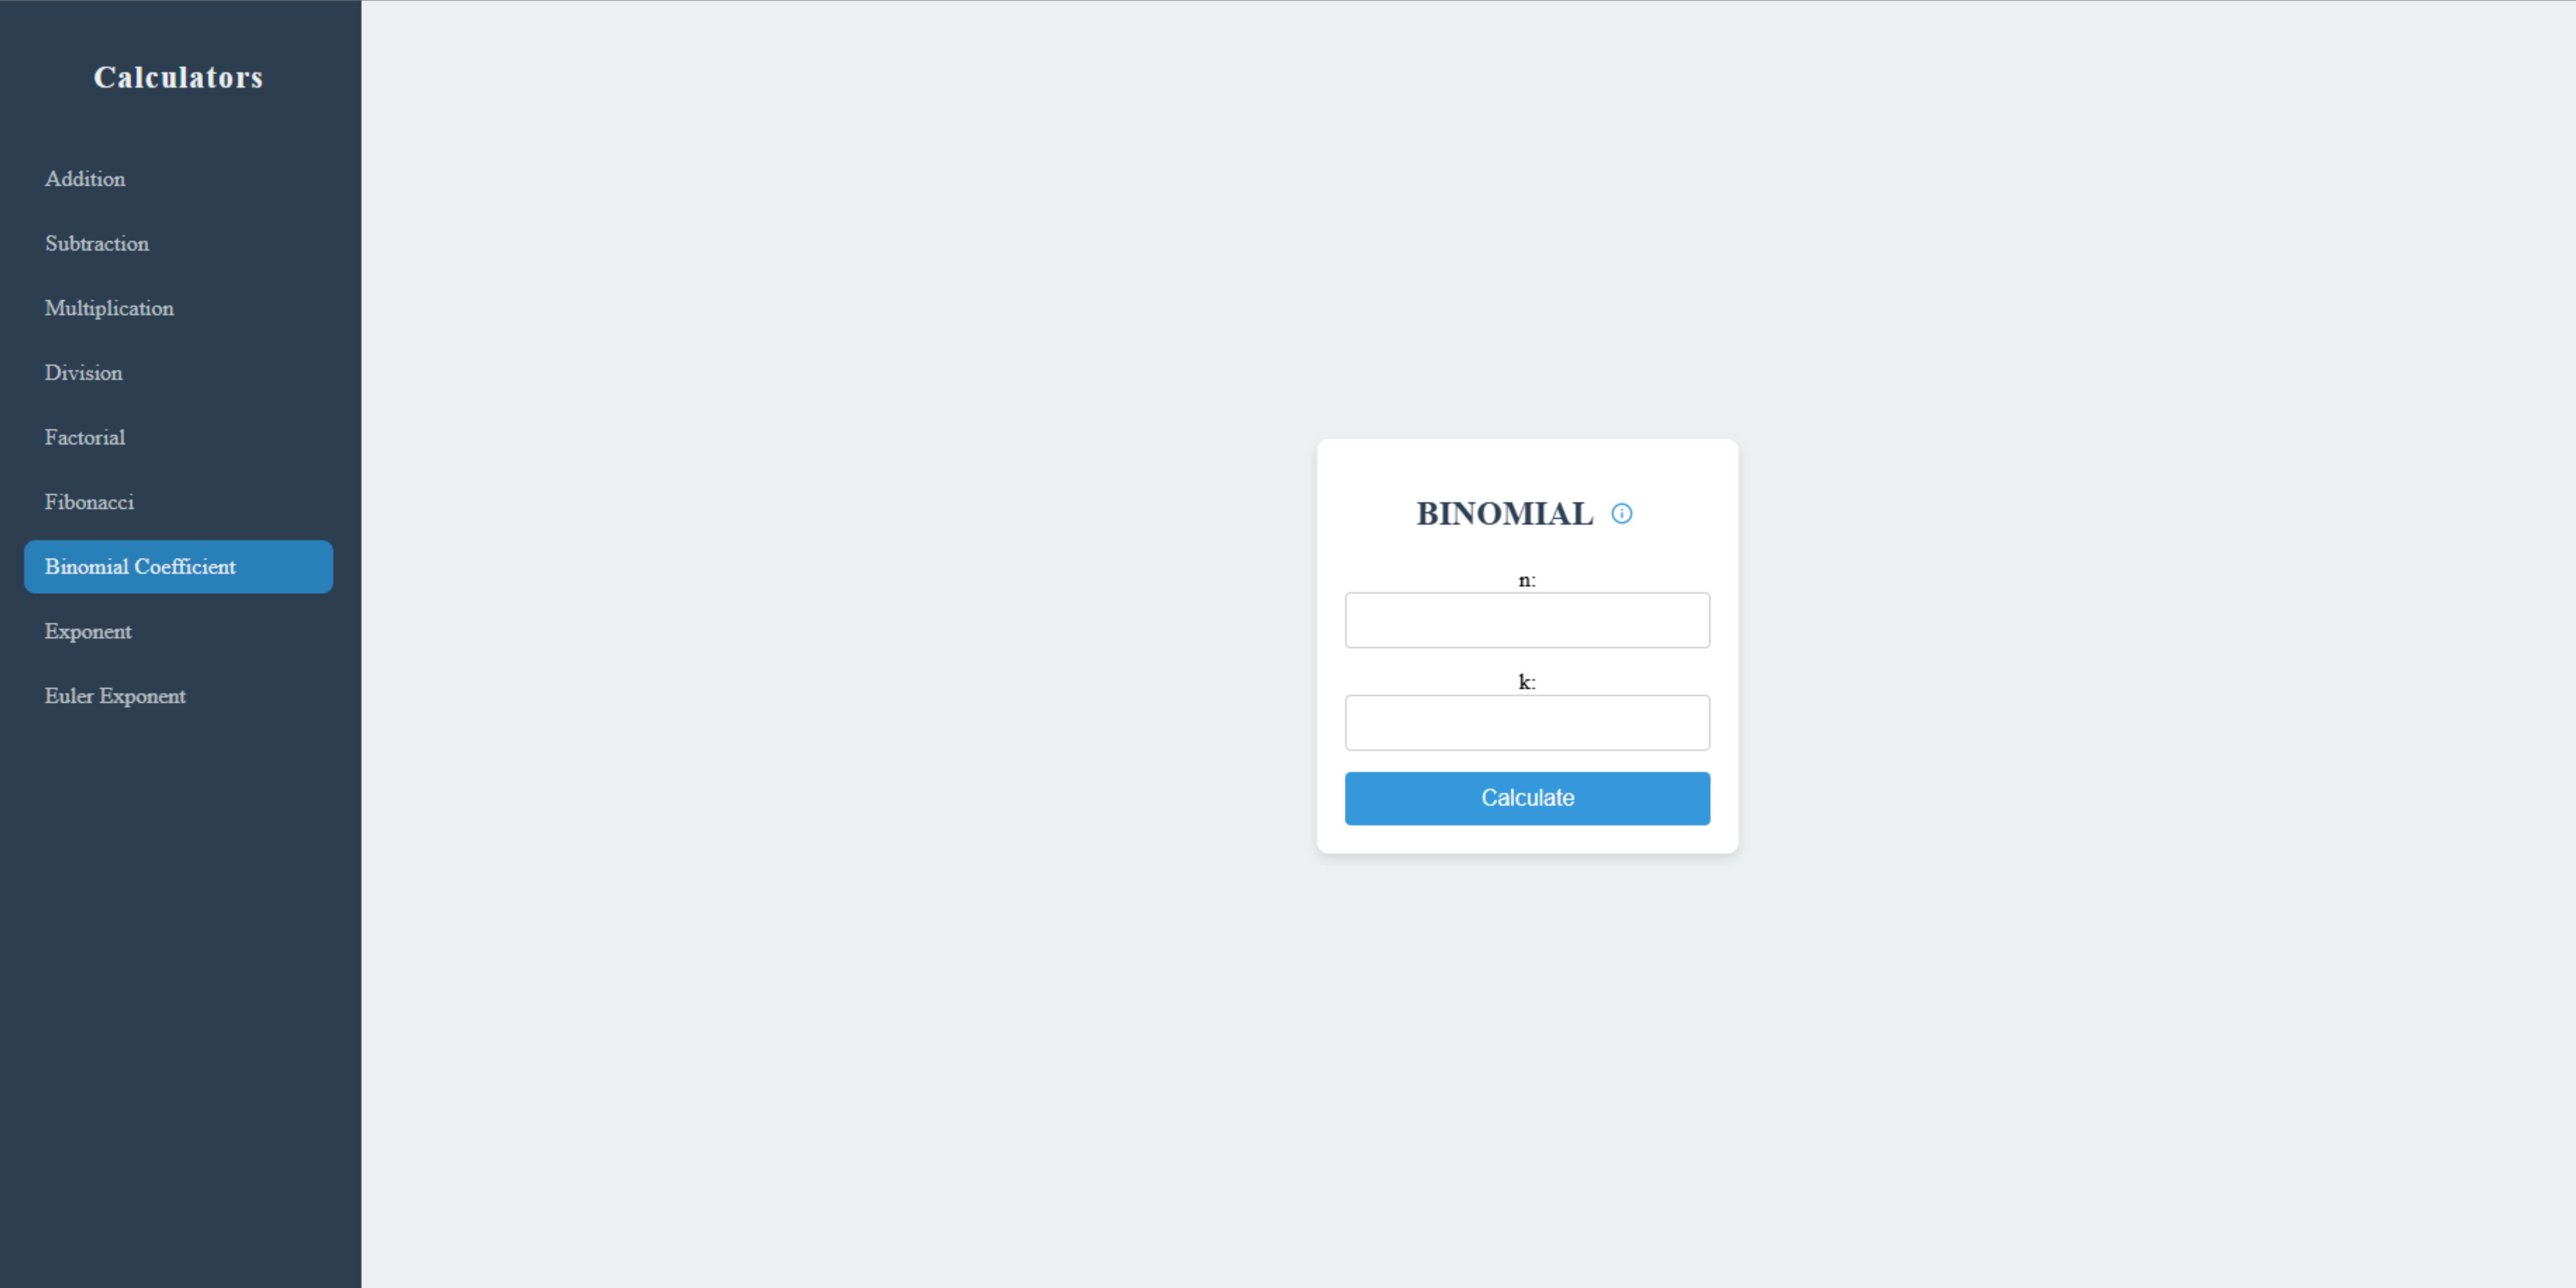 Calculators
Addition
Subtraction
Multiplication
Division
Factorial
Fibonacci
Binomial Coefficient
Exponent
Euler Exponent
BINOMIAL
n:
k:
Calculate